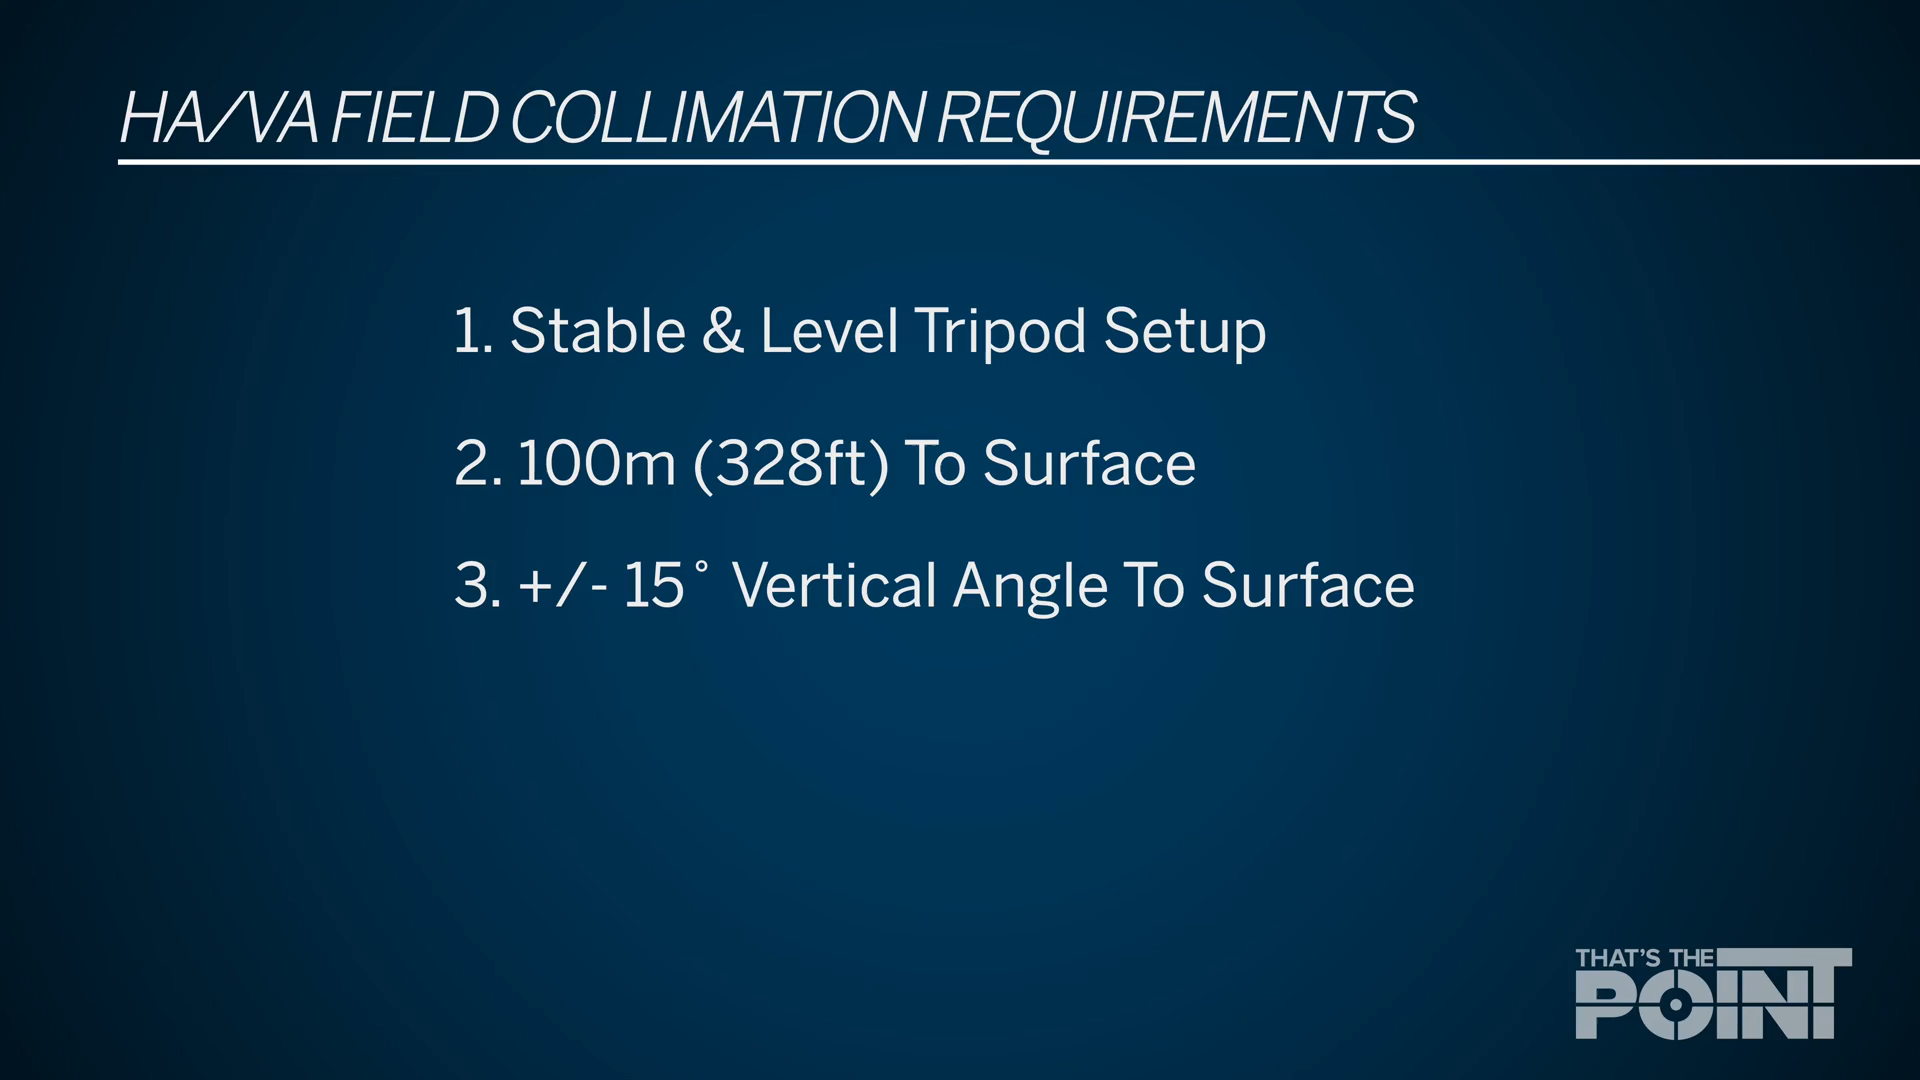 HA/VA FIELD COLLIMATION REQUIREMENTS
1. Stable & Level Tripod Setup
2. 100m (328ft) To Surface
3. +/- 15° Vertical Angle To Surface
THAT'S THE
POINT